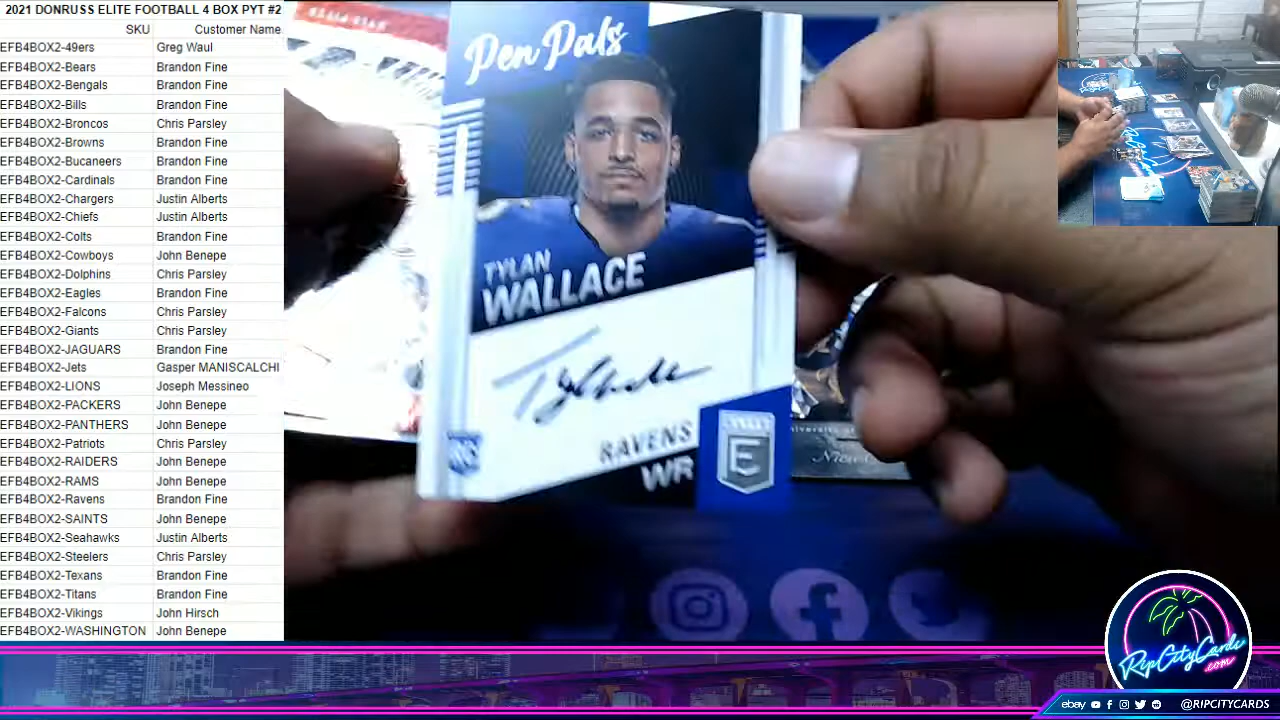 2021 DONRUSS ELITE FOOTBALL 4 BOX PYT #2
SKU Customer Name
EFB4BOX2-49ers Greg Waul
EFB4BOX2-Bears Brandon Fine
EFB4BOX2-Bengals Brandon Fine
EFB4BOX2-Bills Brandon Fine
EFB4BOX2-Broncos Chris Parsley
EFB4BOX2-Browns Brandon Fine
EFB4BOX2-Bucaneers Brandon Fine
EFB4BOX2-Cardinals Brandon Fine
EFB4BOX2-Chargers Justin Alberts
EFB4BOX2-Chiefs Justin Alberts
EFB4BOX2-Colts Brandon Fine
EFB4BOX2-Cowboys John Benepe
EFB4BOX2-Dolphins Chris Parsley
EFB4BOX2-Eagles Brandon Fine
EFB4BOX2-Falcons Chris Parsley
EFB4BOX2-Giants Chris Parsley
EFB4BOX2-JAGUARS Brandon Fine
EFB4BOX2-Jets Gasper MANISCALCHI
EFB4BOX2-LIONS Joseph Messineo
EFB4BOX2-PACKERS John Benepe
EFB4BOX2-PANTHERS John Benepe
EFB4BOX2-Patriots Chris Parsley
EFB4BOX2-RAIDERS John Benepe
EFB4BOX2-RAMS John Benepe
EFB4BOX2-Ravens Brandon Fine
EFB4BOX2-SAINTS John Benepe
EFB4BOX2-Seahawks Justin Alberts
EFB4BOX2-Steelers Chris Parsley
EFB4BOX2-Texans Brandon Fine
EFB4BOX2-Titans Brandon Fine
EFB4BOX2-Vikings John Hirsch
EFB4BOX2-WASHINGTON John Benepe
Pen Pals
TYLAN
WALLACE
RAVENS
WR
E
RC
RipCityCards
.com
ebay @RIPCITYCARDS